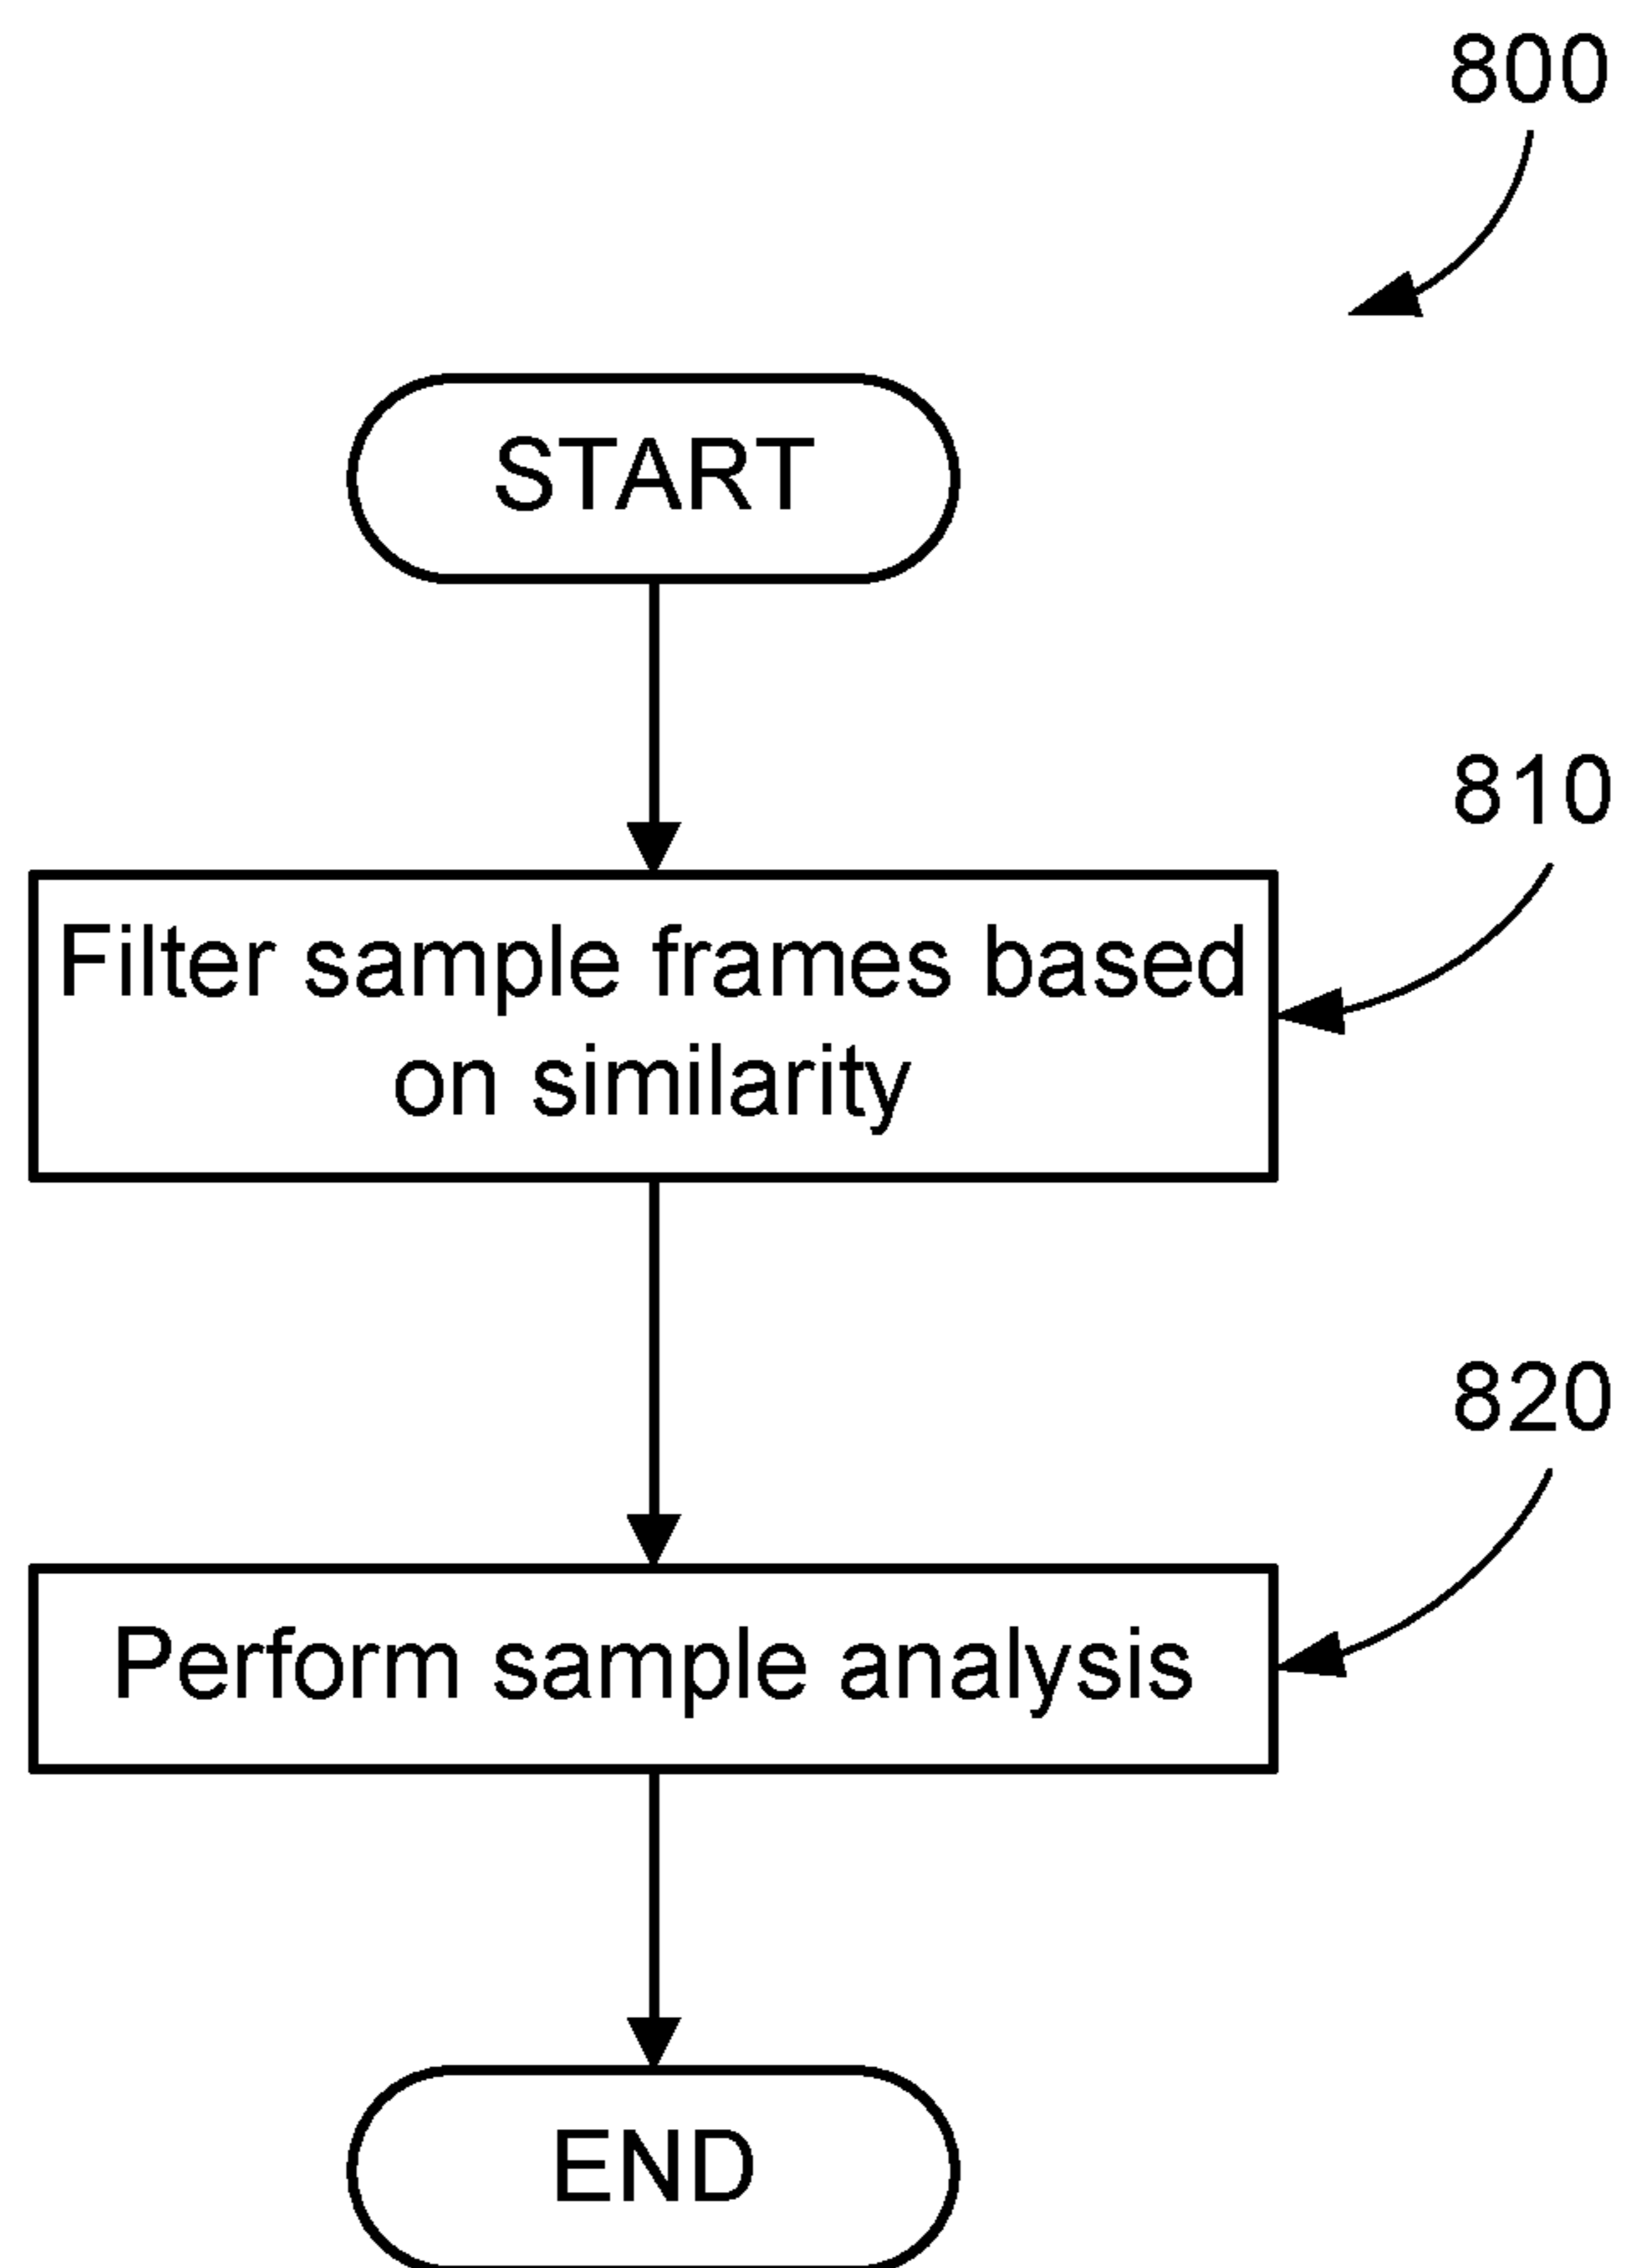 800
START
810
Filter sample frames based
on similarity
820
Perform sample analysis
END